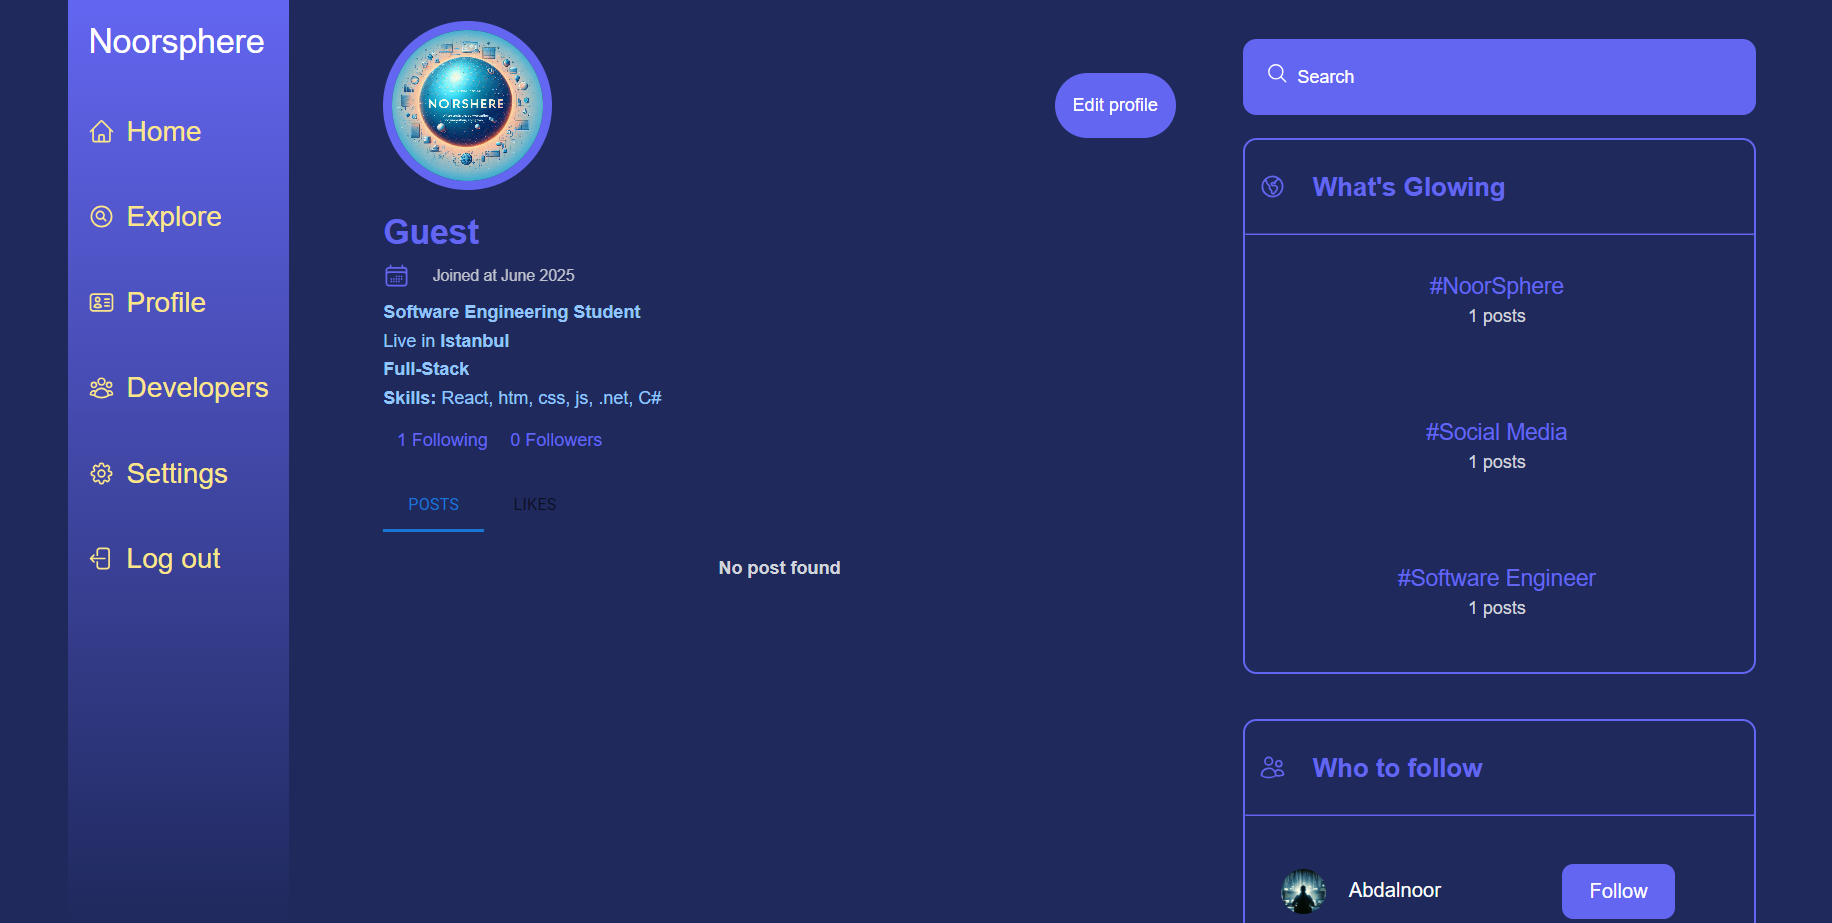 Noorsphere
Home
Explore
Profile
Developers
Settings
Log out
NOIRSHERE
Edit profile
Guest
Joined at June 2025
Software Engineering Student
Live in Istanbul
Full-Stack
Skills: React, htm, css, js, .net, C#
1 Following 0 Followers
POSTS LIKES
No post found
Search
What's Glowing
#NoorSphere
1 posts
#Social Media
1 posts
#Software Engineer
1 posts
Who to follow
Abdalnoor Follow